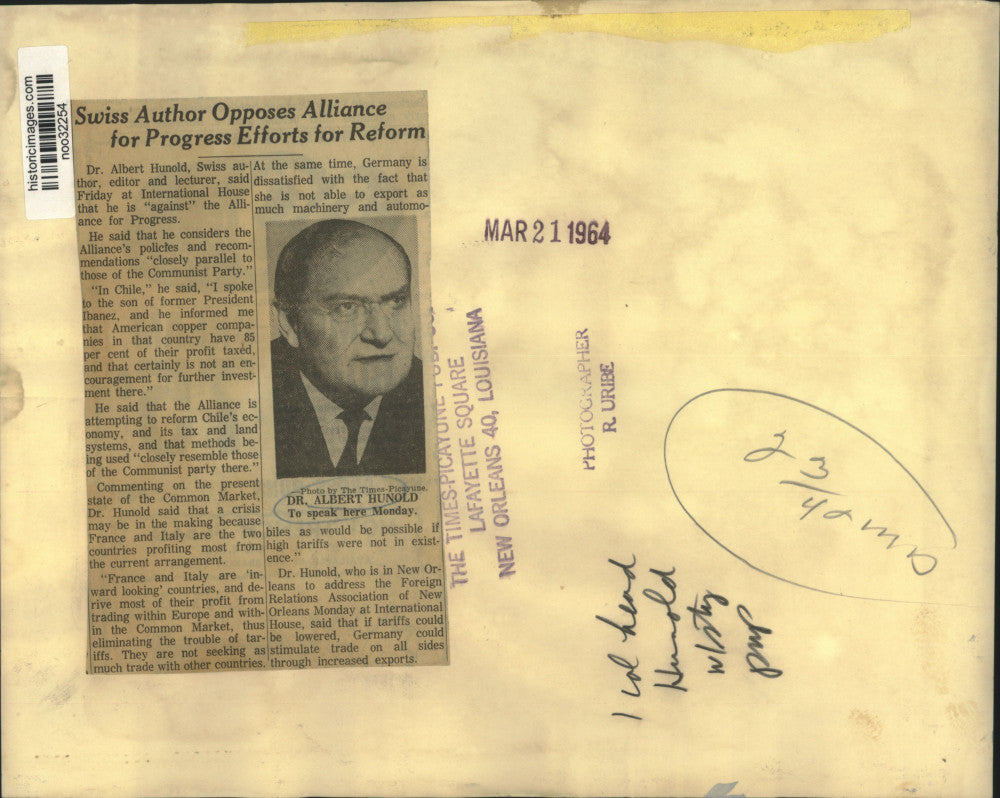 historicimages.com
noo32254
Swiss Author Opposes Alliance
for Progress Efforts for Reform
Dr. Albert Hunold, Swiss au-
thor, editor and lecturer, said
Friday at International House
that he is "against" the Alli-
ance for Progress.
He said that he considers the
Alliance's policies and recom-
mendations "closely parallel to
those of the Communist Party."
"In Chile," he said, "I spoke
to the son of former President
Ibanez, and he informed me
that American copper compa-
nies in that country have 85
per cent of their profit taxed,
and that certainly is not an en-
couragement for further invest-
ment there."
He said that the Alliance is
attempting to reform Chile's ec-
onomy, and its tax and land
systems, and that methods be-
ing used "closely resemble those
of the Communist party there."
Commenting on the present
state of the Common Market,
Dr. Hunold said that a crisis
may be in the making because
France and Italy are the two
countries profiting most from
the current arrangement.
"France and Italy are 'in-
ward looking' countries, and de-
rive most of their profit from
trading within Europe and with-
in the Common Market, thus
eliminating the trouble of tar-
iffs. They are not seeking as
much trade with other countries.
At the same time, Germany is
dissatisfied with the fact that
she is not able to export as
much machinery and automo-
Photo by The Times-Picayune.
DR. ALBERT HUNOLD
To speak here Monday.
biles as would be possible if
high tariffs were not in exist-
ence."
Dr. Hunold, who is in New Or-
leans to address the Foreign
Relations Association of New
Orleans Monday at International
House, said that if tariffs could
be lowered, Germany could
stimulate trade on all sides
through increased exports.
MAR 21 1964
THE TIMES-PICAYUNE
LAFAYETTE SQUARE
NEW ORLEANS 40, LOUISIANA
PHOTOGRAPHER
R. URIBE
1 col head
Hunold
w/stry
pmp
2